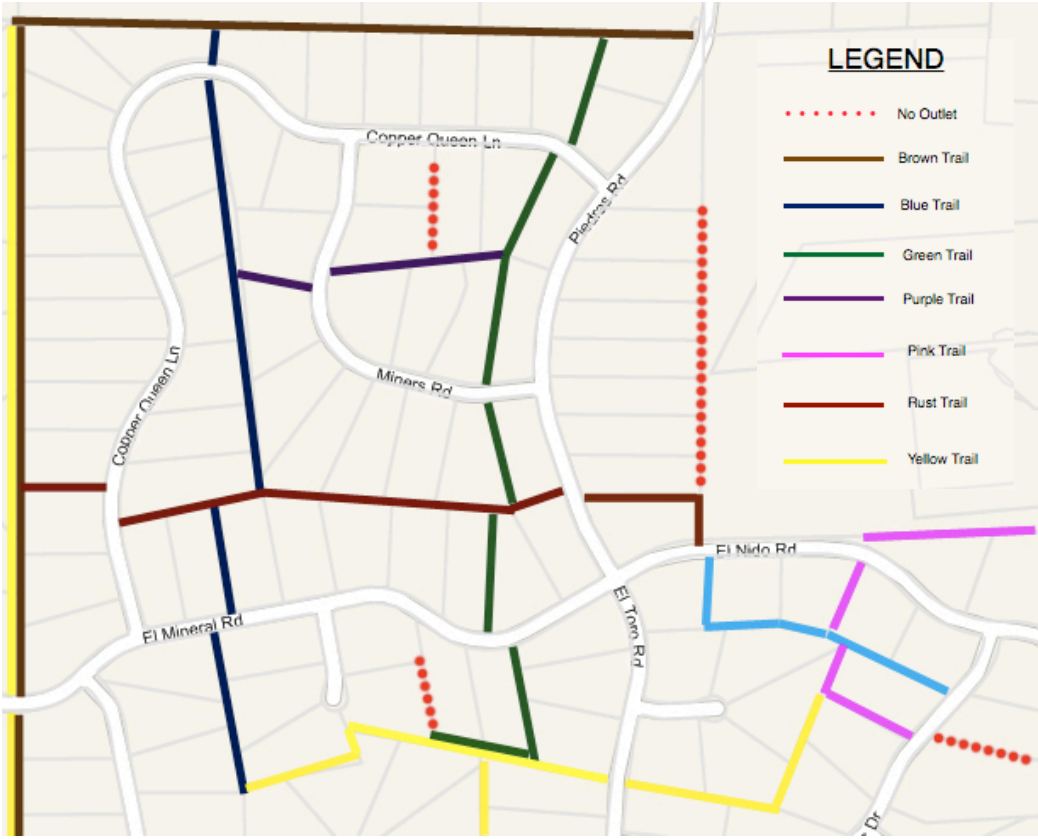 LEGEND
No Outlet
Brown Trail
Blue Trail
Green Trail
Purple Trail
Pink Trail
Rust Trail
Yellow Trail
Copper Queen Ln
Piedras Rd
Miners Rd
Copper Queen Ln
El Nido Rd
El Mineral Rd
El Toro Rd
Dr